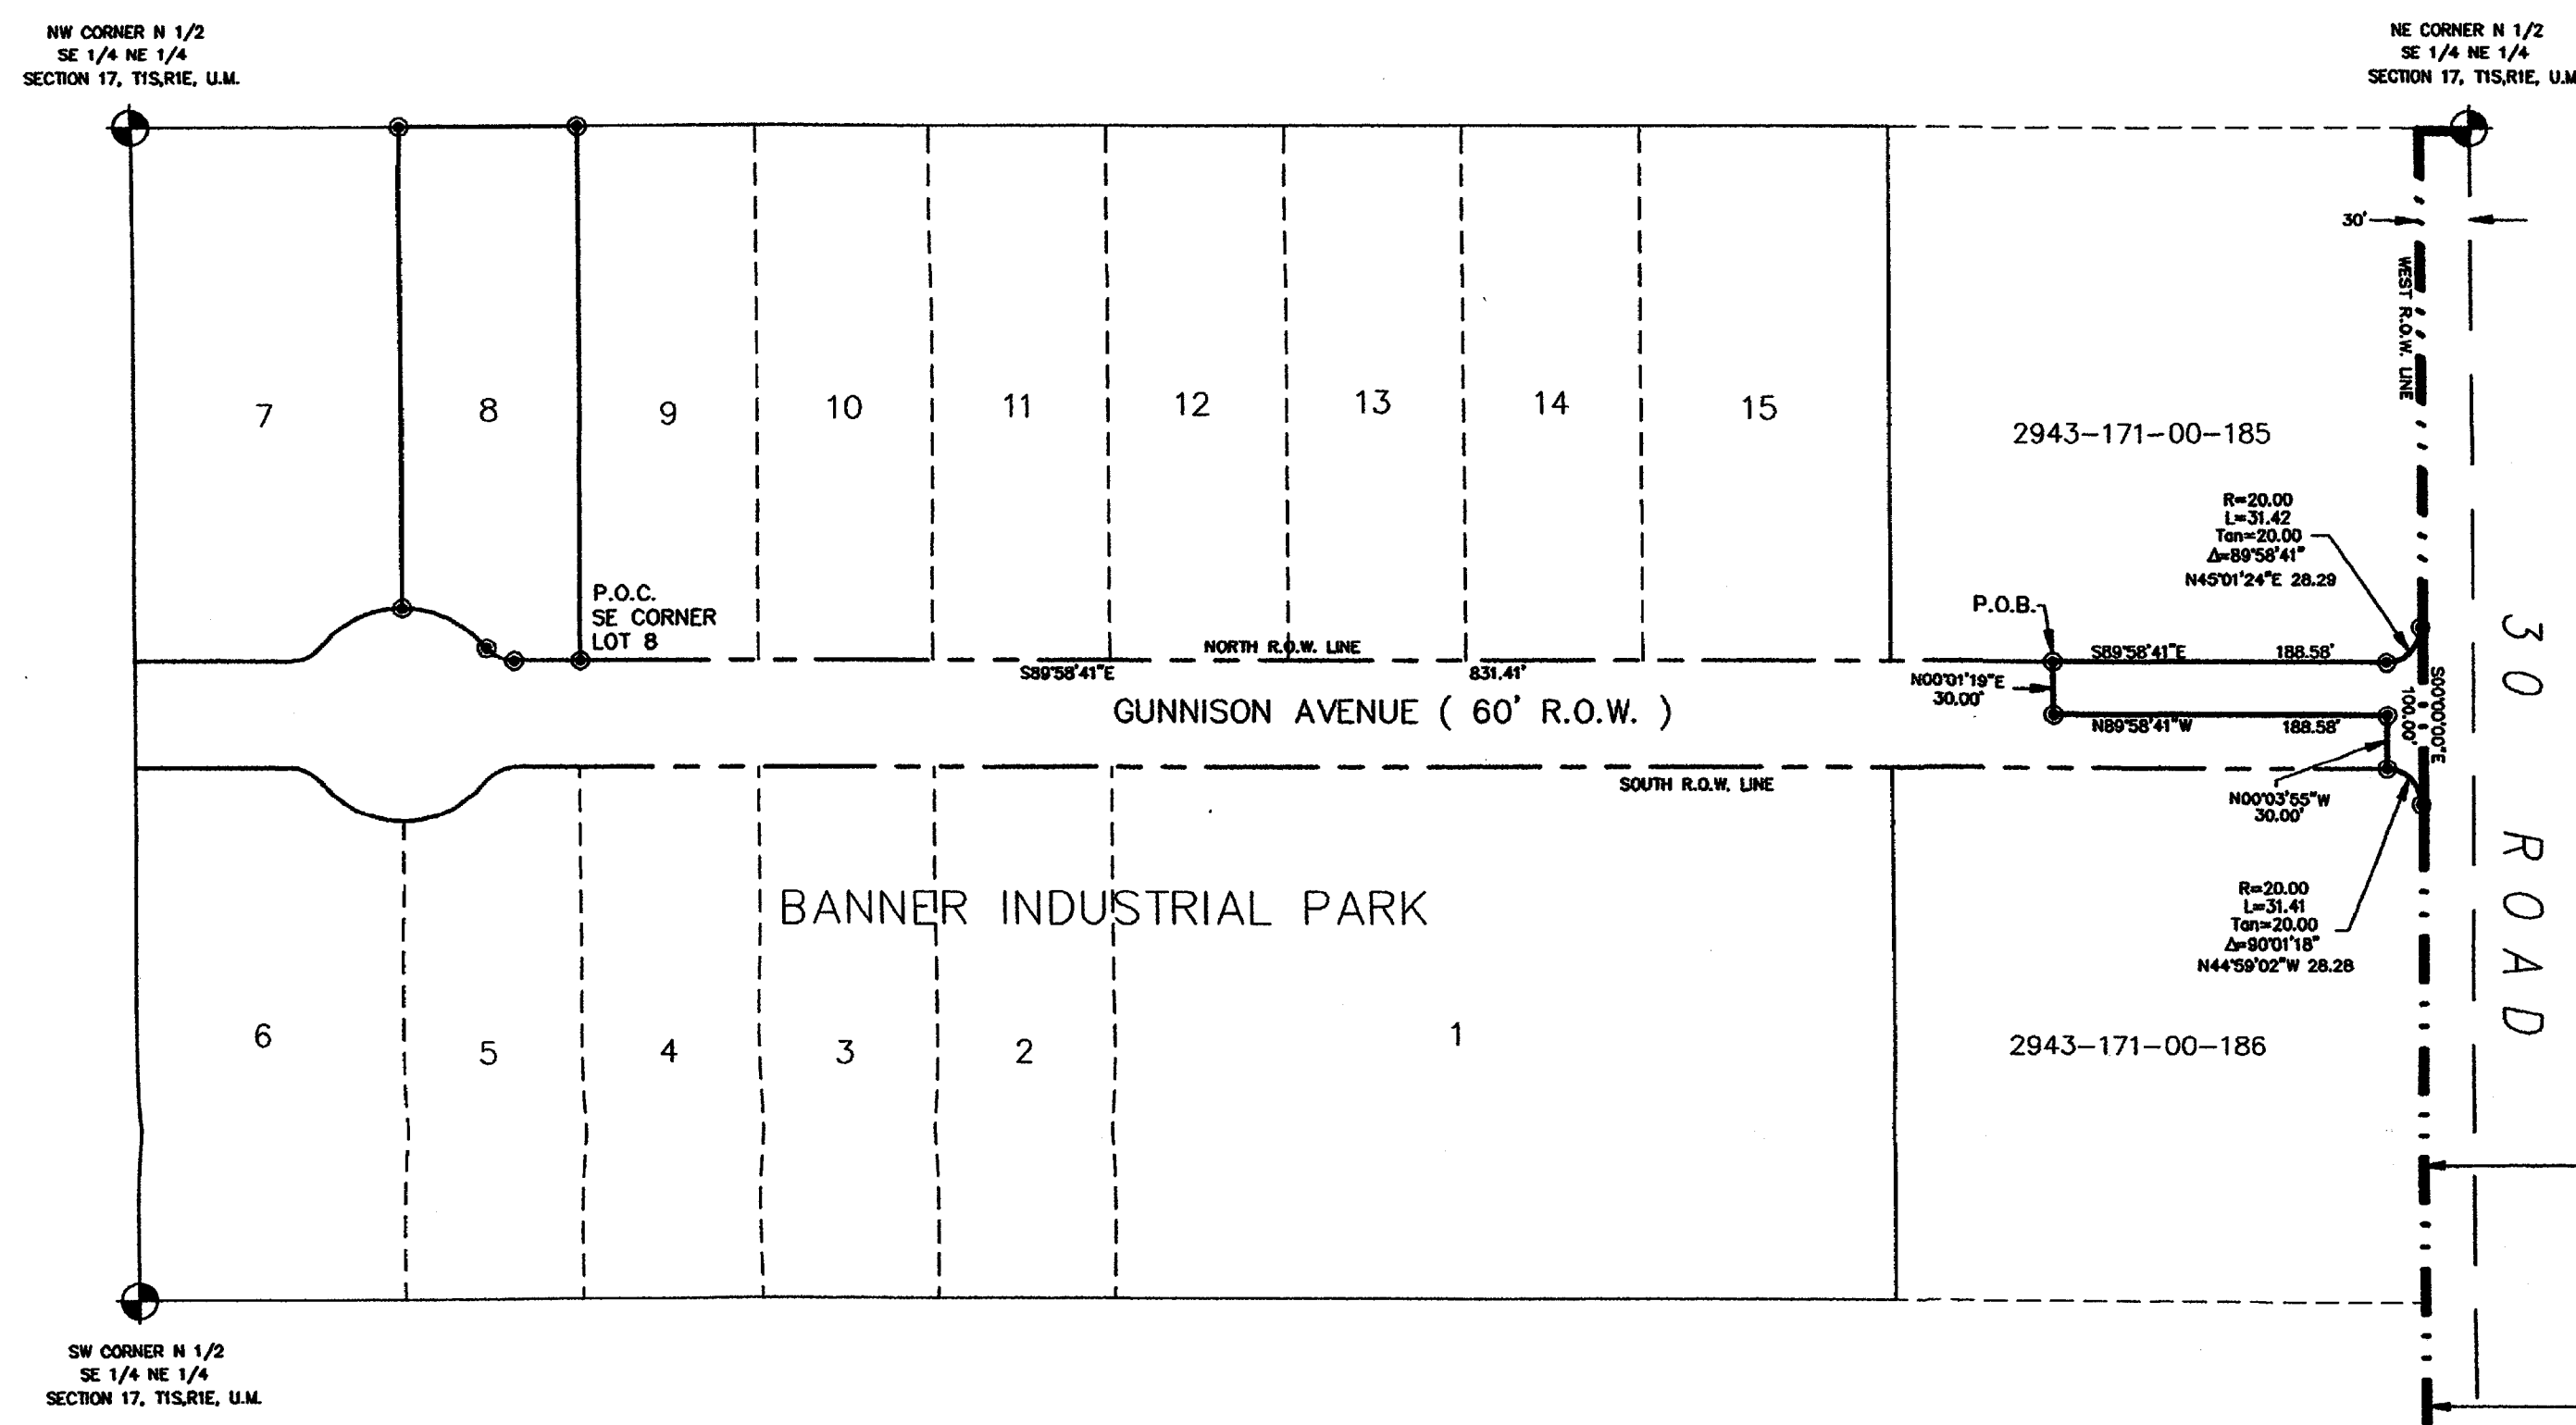 NW CORNER N 1/2
SE 1/4 NE 1/4
SECTION 17, T1S,R1E, U.M.
NE CORNER N 1/2
SE 1/4 NE 1/4
SECTION 17, T1S,R1E, U.M
30'
WEST R.O.W. LINE
7
8
9
10
11
12
13
14
15
2943-171-00-185
R=20.00
L=31.42
Tan=20.00
Δ=89°58'41"
N45°01'24"E 28.29
P.O.C.
SE CORNER
LOT 8
P.O.B.
NORTH R.O.W. LINE
S89°58'41"E
831.41'
S89°58'41"E
188.58'
N00°01'19"E
30.00'
GUNNISON AVENUE ( 60' R.O.W. )
N89°58'41"W
188.58'
S00°00'00"E
100.00'
30 ROAD
SOUTH R.O.W. LINE
N00°03'55"W
30.00'
BANNER INDUSTRIAL PARK
R=20.00
L=31.41
Tan=20.00
Δ=90°01'18"
N44°59'02"W 28.28
6
5
4
3
2
1
2943-171-00-186
SW CORNER N 1/2
SE 1/4 NE 1/4
SECTION 17, T1S,R1E, U.M.